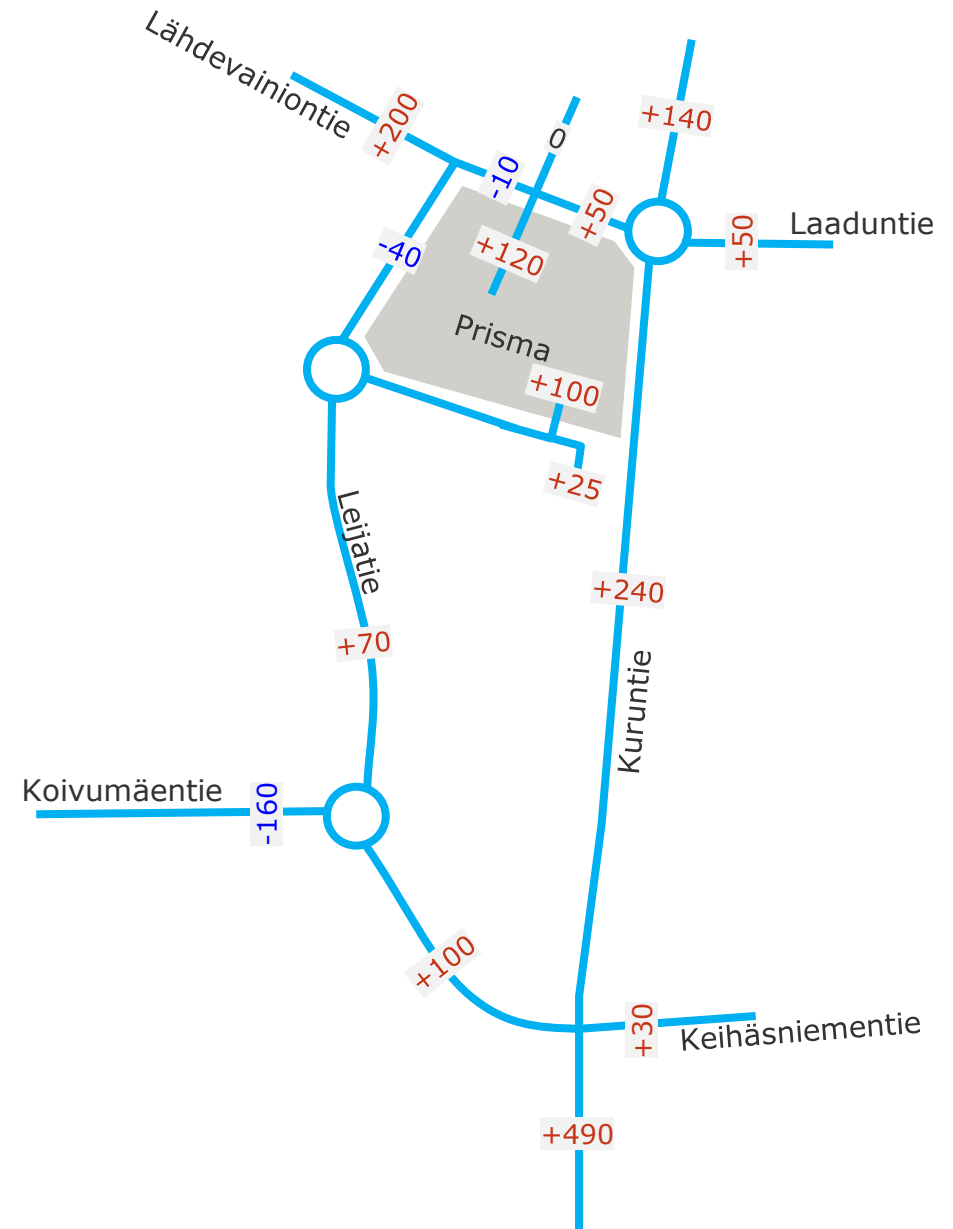 Lähdevainiontie
+200
0
+140
-10
+50
Laaduntie
+50
-40
+120
Prisma
+100
+25
Leijatie
+240
+70
Kuruntie
Koivumäentie
-160
+100
+30
Keihäsniementie
+490